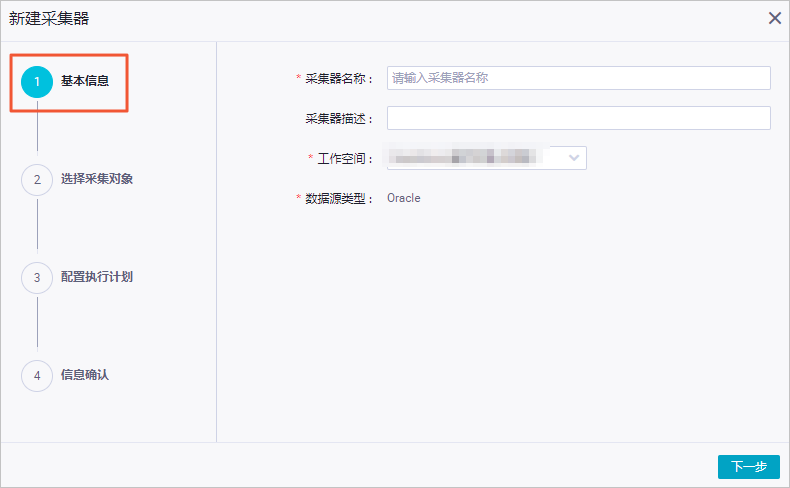 新建采集器
1 基本信息
2 选择采集对象
3 配置执行计划
4 信息确认
* 采集器名称： 请输入采集器名称
采集器描述：
* 工作空间：
* 数据源类型： Oracle
下一步